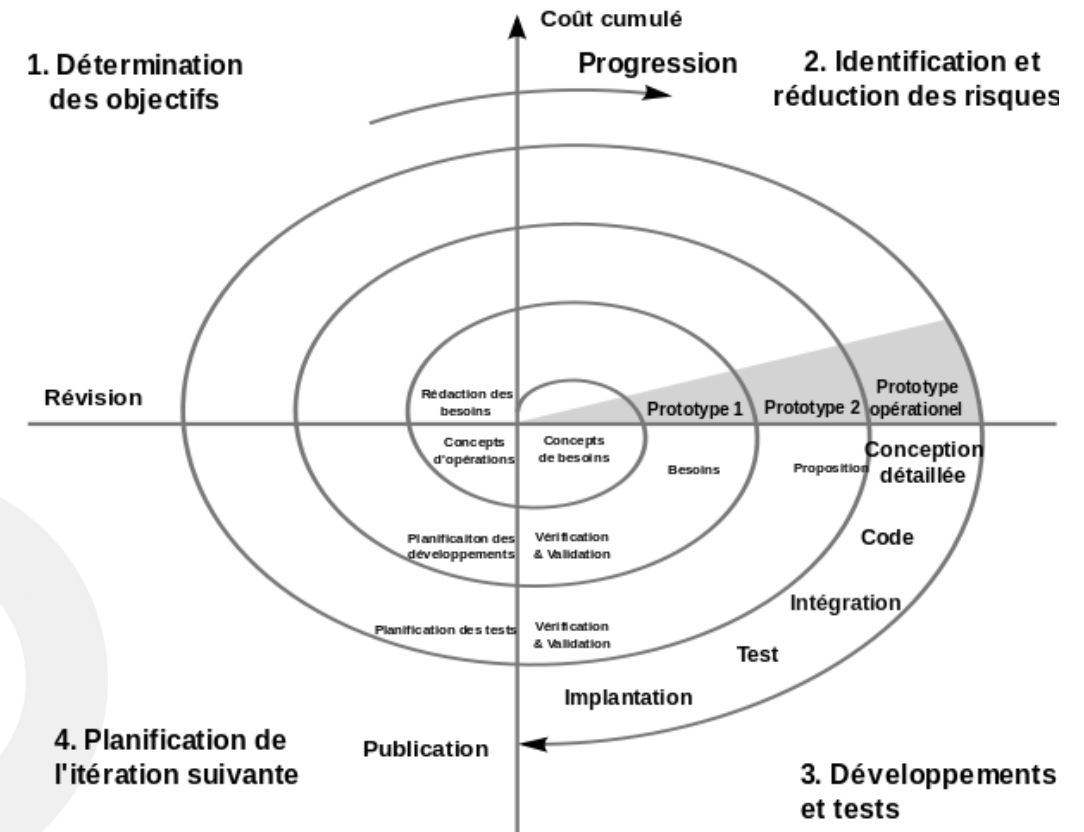 Coût cumulé
1. Détermination
des objectifs
Progression
2. Identification et
réduction des risques
Révision
Rédaction des
besoins
Prototype 1
Prototype 2
Prototype
opérationel
Concepts
d'opérations
Concepts
de besoins
Besoins
Proposition
Conception
détaillée
Code
Planificaiton des
développements
Vérification
& Validation
Intégration
Planification des tests
Vérification
& Validation
Test
Implantation
4. Planification de
l'itération suivante
Publication
3. Développements
et tests